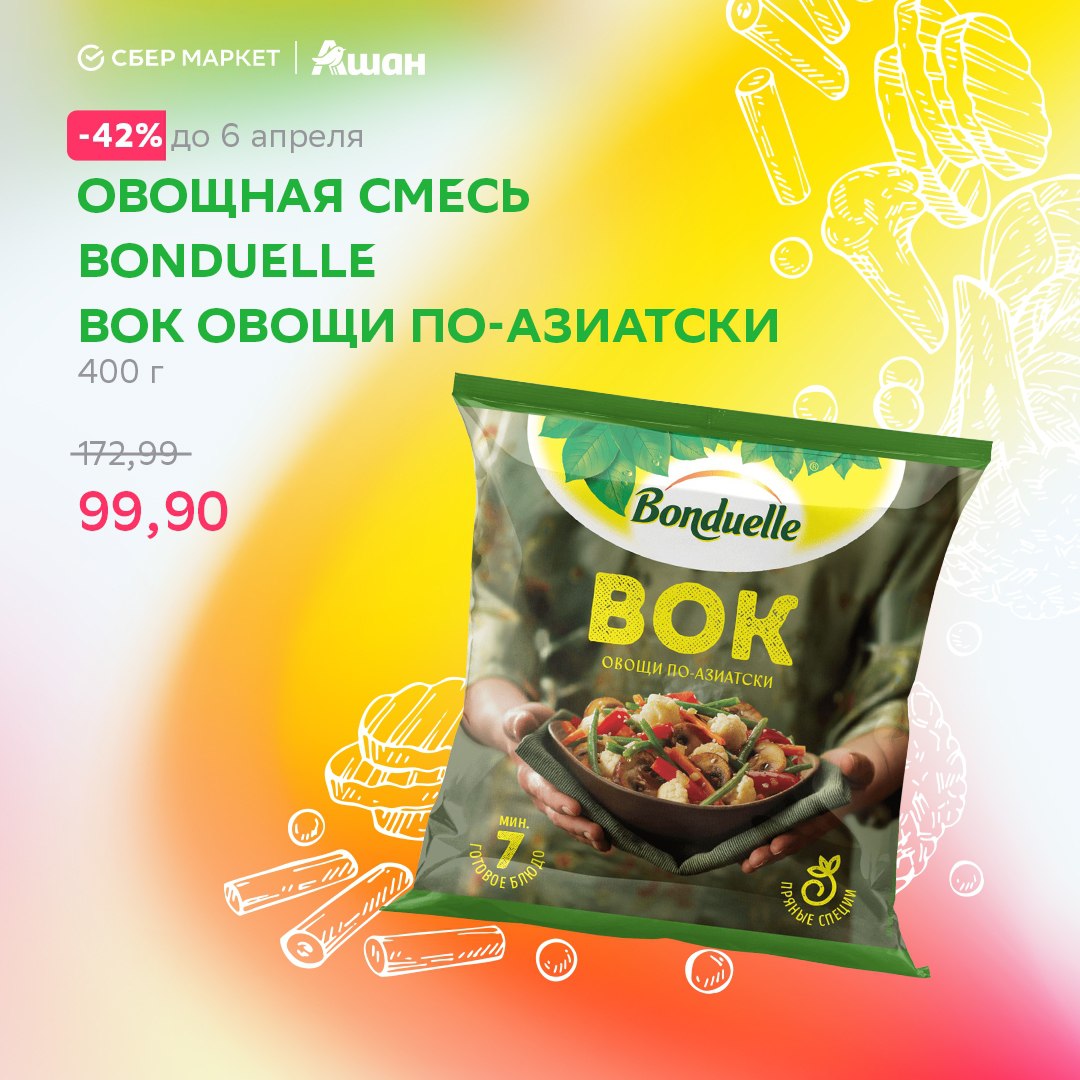 СБЕР МАРКЕТ | Ашан
-42% до 6 апреля
ОВОЩНАЯ СМЕСЬ
BONDUELLE
ВОК ОВОЩИ ПО-АЗИАТСКИ
400 г
172,99
99,90
®
Bonduelle
ВОК
ОВОЩИ ПО-АЗИАТСКИ
МИН.
7
ГОТОВОЕ БЛЮДО
ПРЯНЫЕ СПЕЦИИ